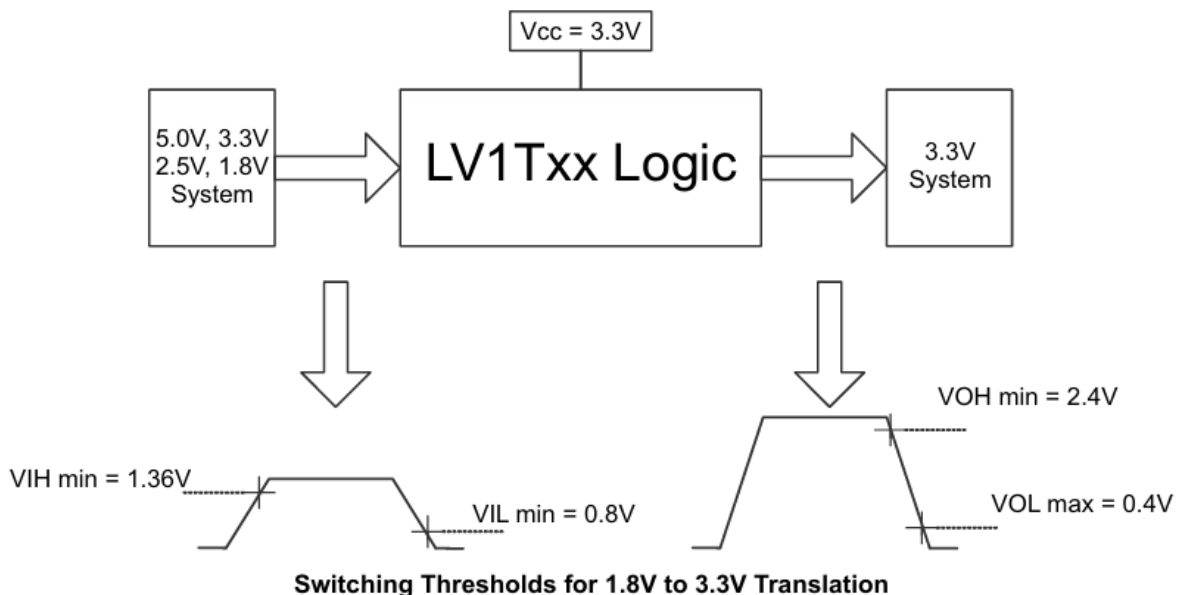 Vcc = 3.3V
5.0V, 3.3V
2.5V, 1.8V
System
LV1Txx Logic
3.3V
System
VIH min = 1.36V
VIL min = 0.8V
VOH min = 2.4V
VOL max = 0.4V
Switching Thresholds for 1.8V to 3.3V Translation